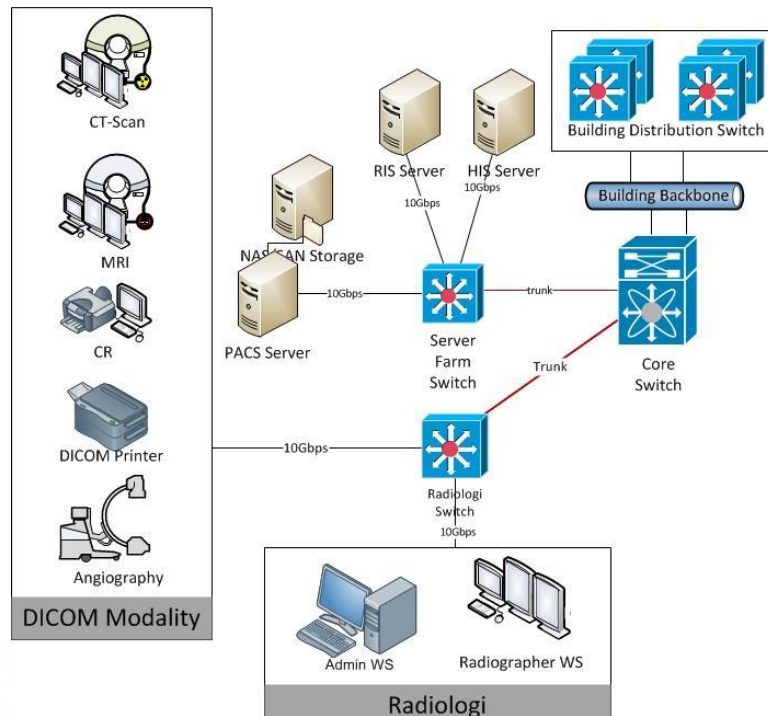 CT-Scan
MRI
CR
DICOM Printer
Angiography
DICOM Modality
RIS Server
HIS Server
10Gbps
10Gbps
NAS/SAN Storage
PACS Server
10Gbps
Server
Farm
Switch
trunk
Trunk
Building Distribution Switch
Building Backbone
Core
Switch
10Gbps
Radiologi
Switch
10Gbps
Admin WS
Radiographer WS
Radiologi